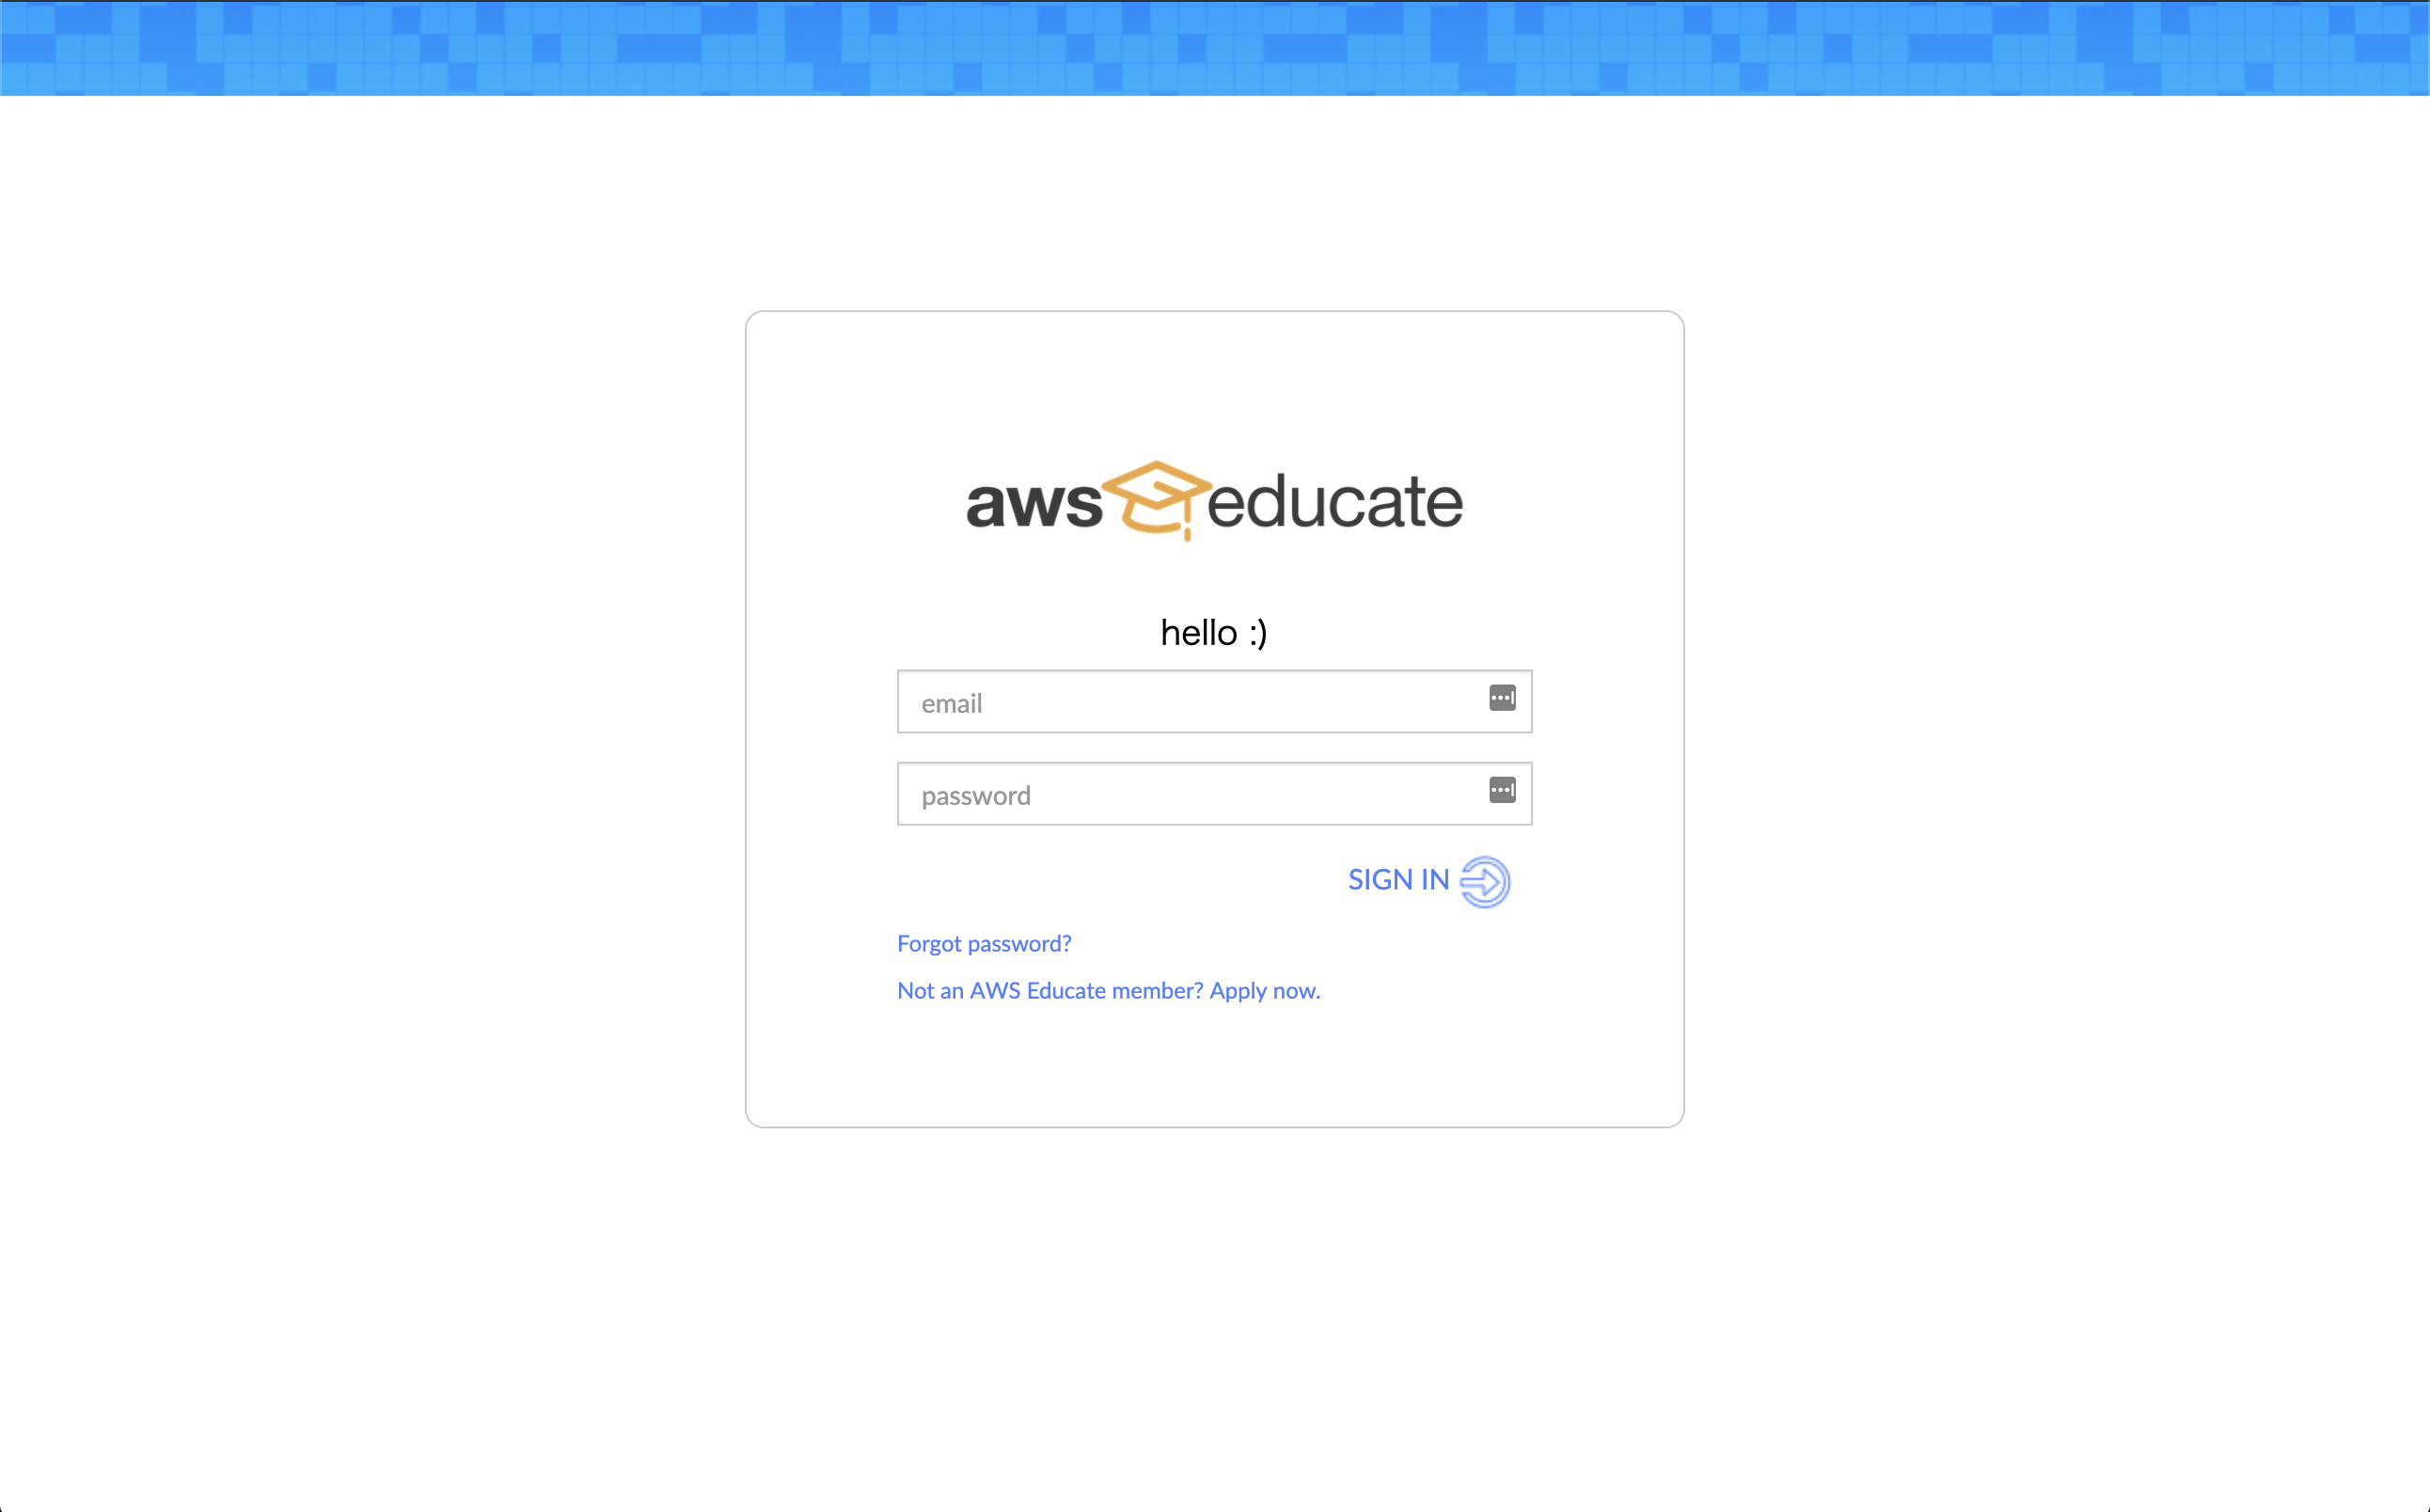 aws educate
hello :)
email
password
SIGN IN
Forgot password?
Not an AWS Educate member? Apply now.